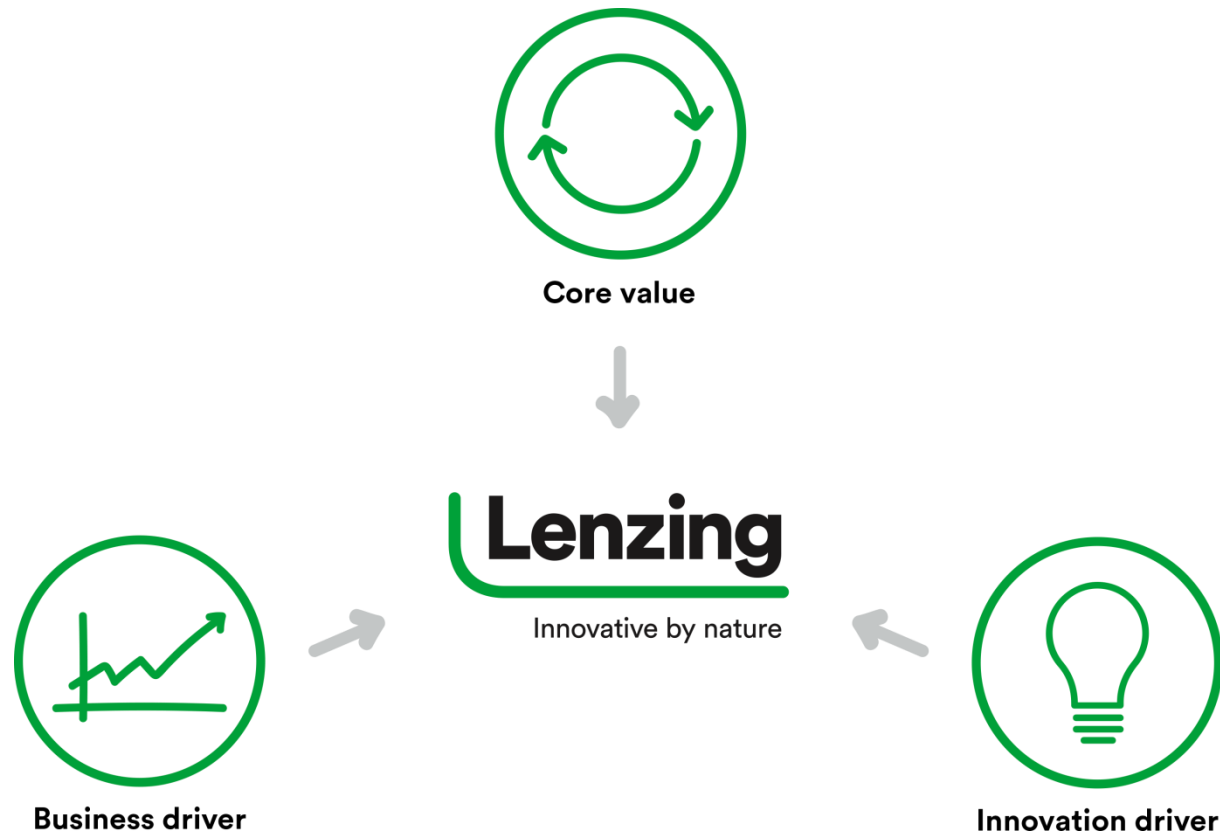 Core value
Lenzing
Innovative by nature
Business driver
Innovation driver